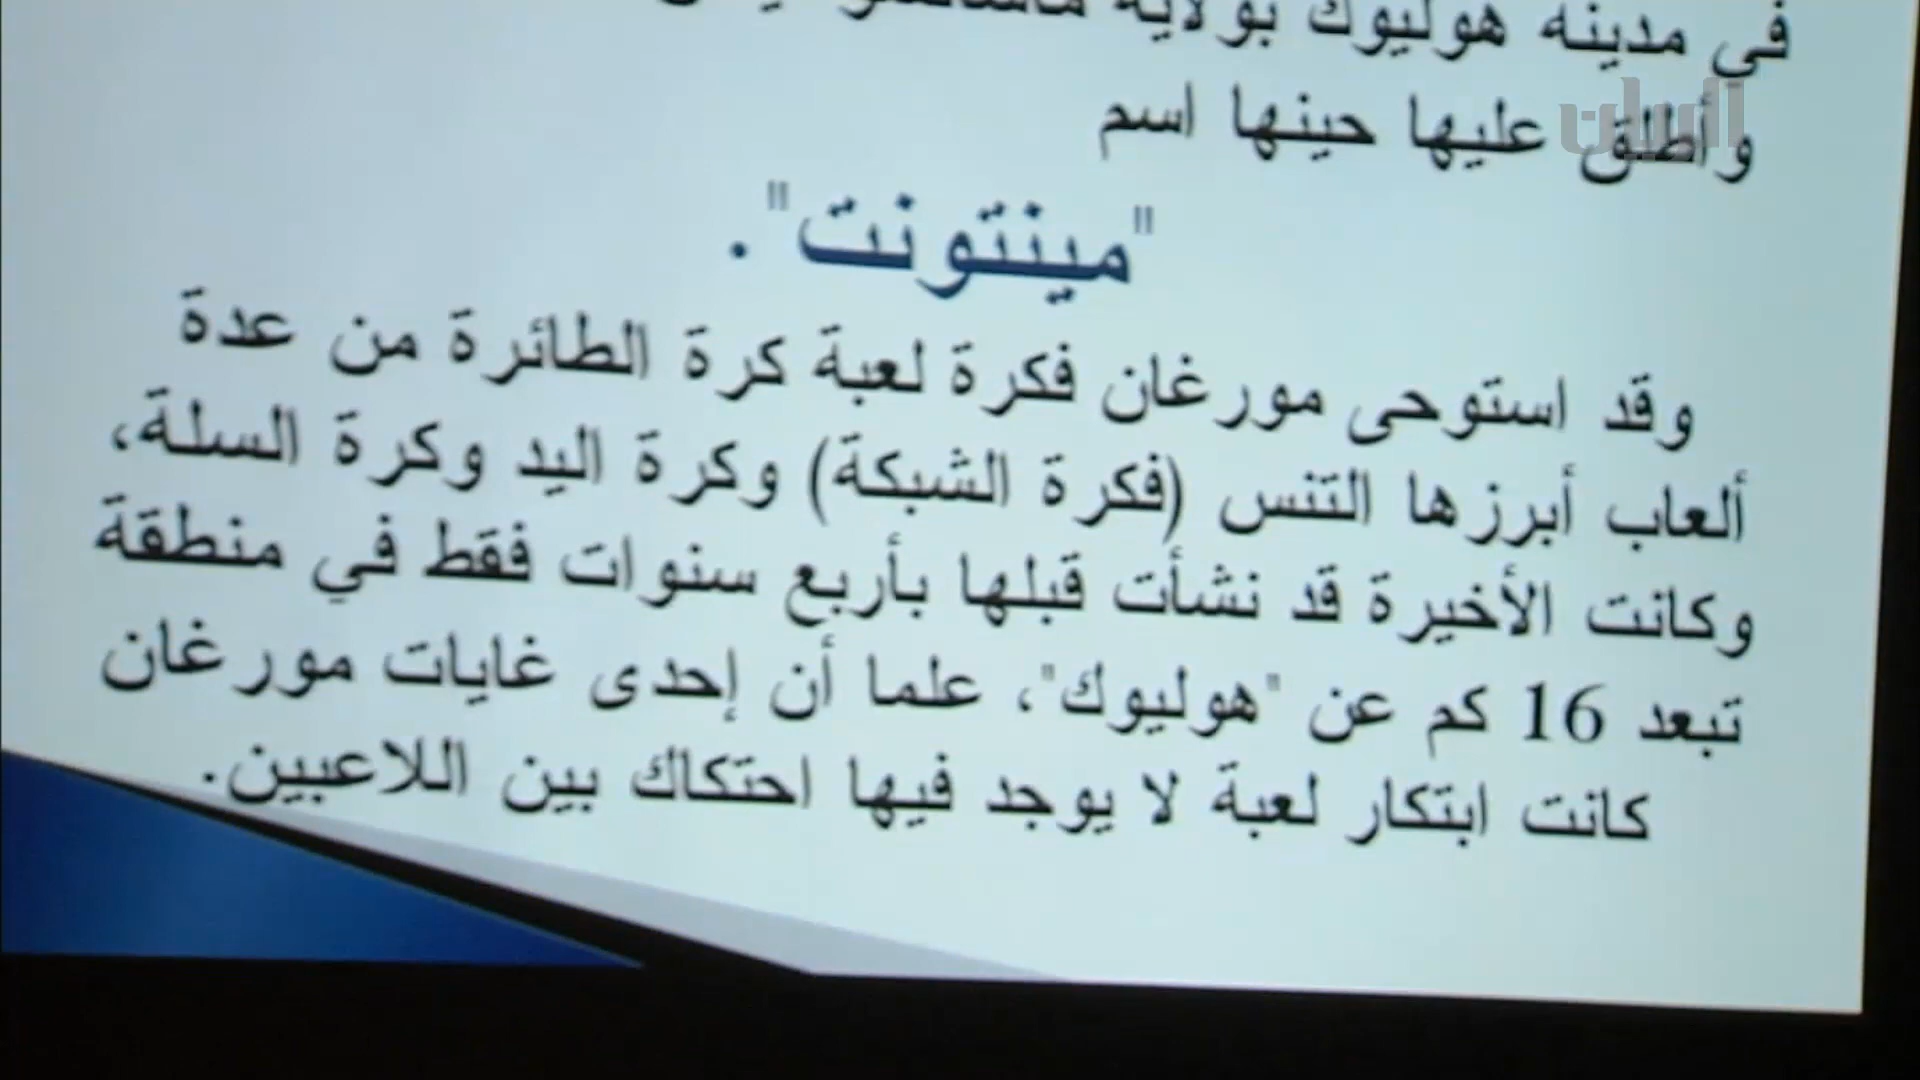 في مدينة هوليوك بولاية
وأطلق عليها حينها اسم
"مينتونت".
وقد استوحى مورغان فكرة لعبة كرة الطائرة من عدة
ألعاب أبرزها التنس (فكرة الشبكة) وكرة اليد وكرة السلة،
وكانت الأخيرة قد نشأت قبلها بأربع سنوات فقط في منطقة
تبعد 16 كم عن "هوليوك"، علما أن إحدى غايات مورغان
كانت ابتكار لعبة لا يوجد فيها احتكاك بين اللاعبين.